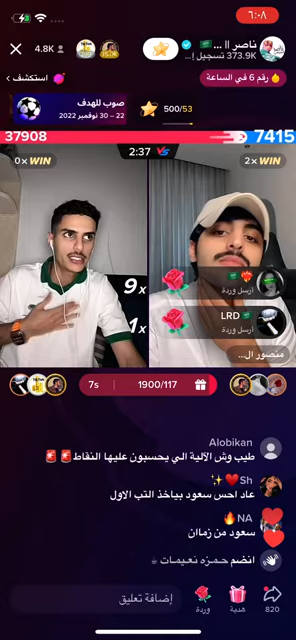 ٦:٠٨
ناصر || ...
373.9K تسجيل إ...
4.8K
رقم 6 في الساعة
استكشف
صوب للهدف
22 – 30 نوفمبر 2022
500/53
37908
7415
0x WIN
2:37
VS
2x WIN
9x
1x
أرسل وردة
LRD
أرسل وردة
منصور ال...
7s
1900/117
Alobikan
طيب وش الآلية الي يحسبون عليها النقاط🚨🚨
Sh❤️✨
عاد احس سعود بياخذ التب الاول
NA🔥
سعود من زماان
انضم حمزه نعيمات
إضافة تعليق
وردة
هدية
820